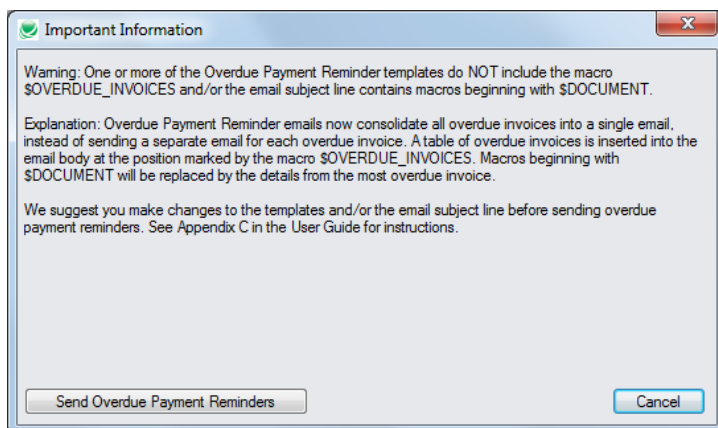 Important Information
Warning: One or more of the Overdue Payment Reminder templates do NOT include the macro
$OVERDUE_INVOICES and/or the email subject line contains macros beginning with $DOCUMENT.
Explanation: Overdue Payment Reminder emails now consolidate all overdue invoices into a single email,
instead of sending a separate email for each overdue invoice. A table of overdue invoices is inserted into the
email body at the position marked by the macro $OVERDUE_INVOICES. Macros beginning with
$DOCUMENT will be replaced by the details from the most overdue invoice.
We suggest you make changes to the templates and/or the email subject line before sending overdue
payment reminders. See Appendix C in the User Guide for instructions.
Send Overdue Payment Reminders
Cancel